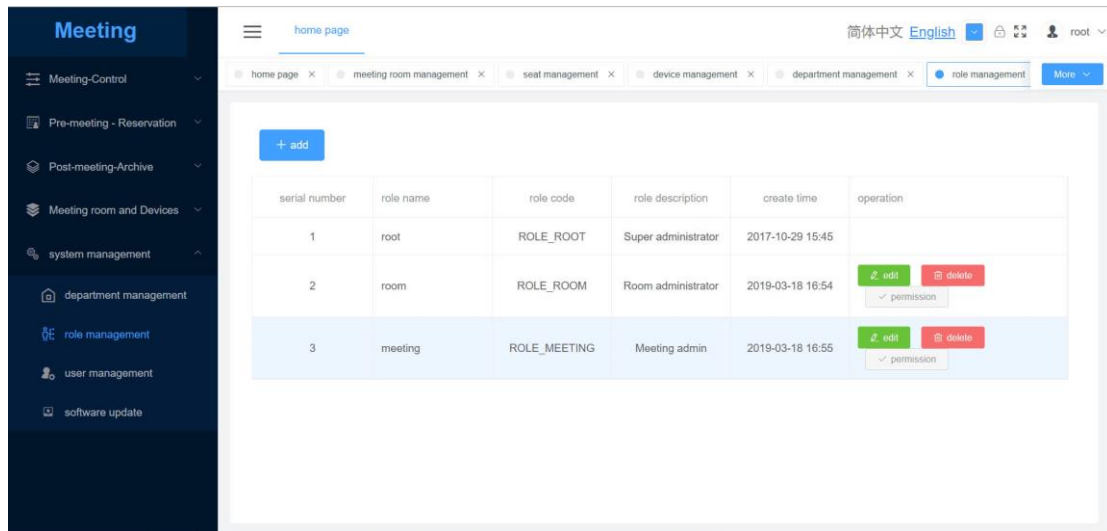 Meeting
home page
简体中文 English
root
Meeting-Control
Pre-meeting - Reservation
Post-meeting-Archive
Meeting room and Devices
system management
department management
role management
user management
software update
home page
meeting room management
seat management
device management
department management
role management
More
+ add
serial number role name role code role description create time operation
1 root ROLE_ROOT Super administrator 2017-10-29 15:45
2 room ROLE_ROOM Room administrator 2019-03-18 16:54 edit delete
permission
3 meeting ROLE_MEETING Meeting admin 2019-03-18 16:55 edit delete
permission